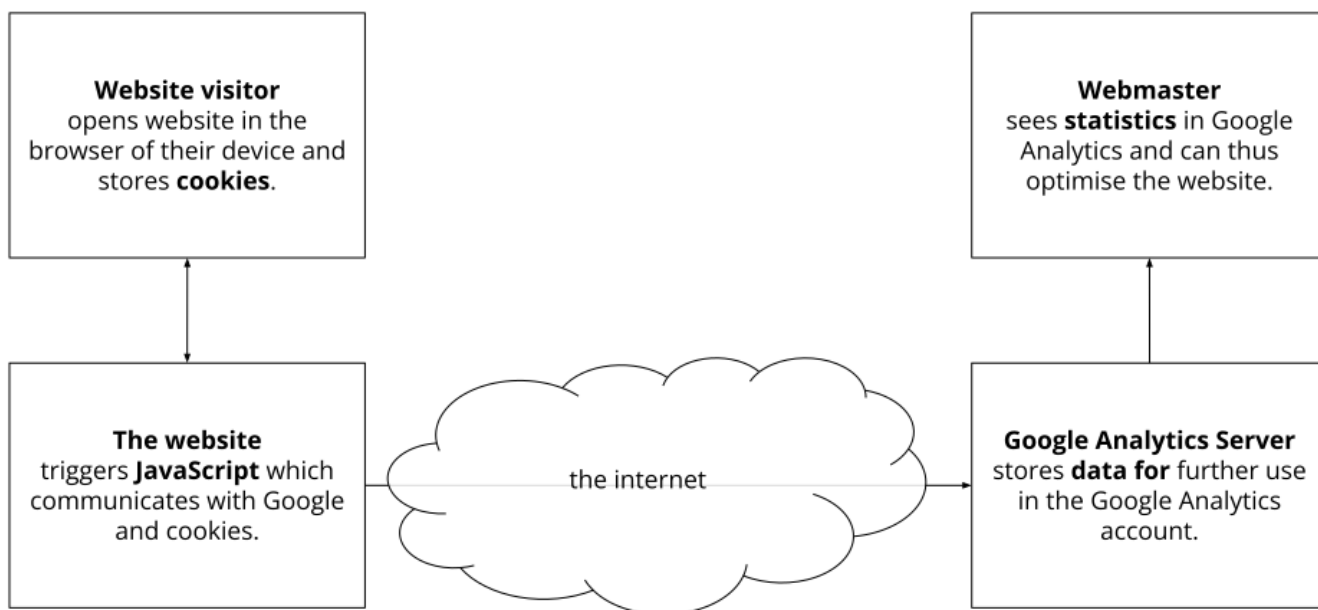 Website visitor
opens website in the
browser of their device and
stores cookies.
Webmaster
sees statistics in Google
Analytics and can thus
optimise the website.
The website
triggers JavaScript which
communicates with Google
and cookies.
the internet
Google Analytics Server
stores data for further use
in the Google Analytics
account.